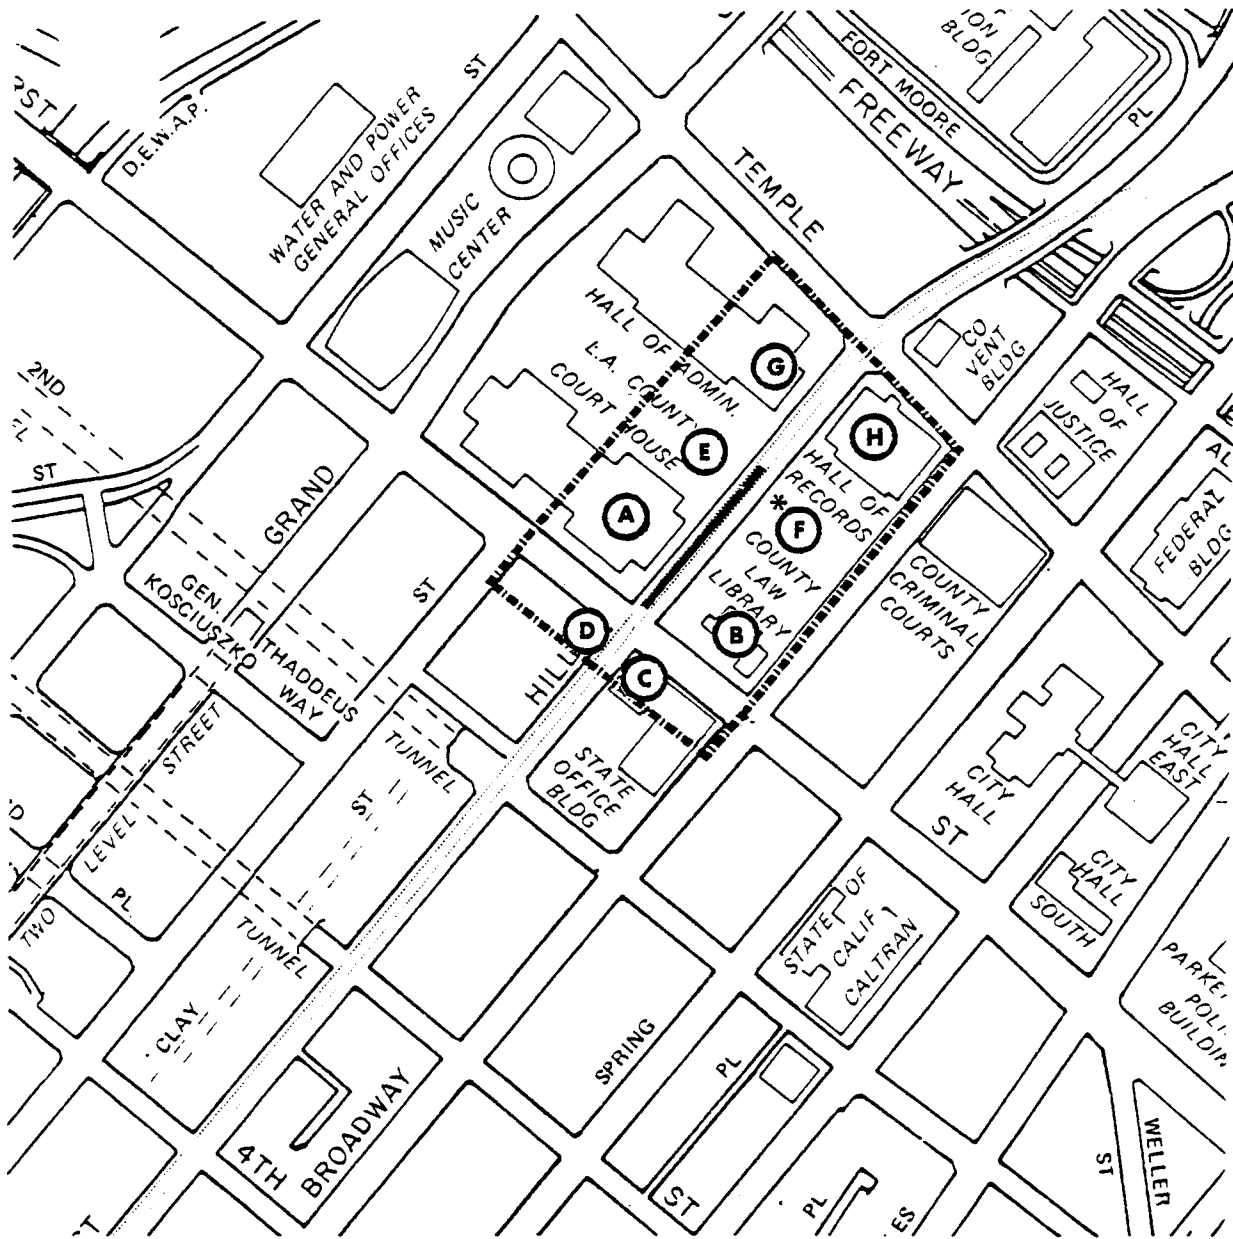 ST
D.E.W.A.P.
WATER AND POWER
GENERAL OFFICES
MUSIC
CENTER
BLDG
FORT MOORE
FREEWAY
PL
TEMPLE
HALL OF ADMIN.
L.A. COUNTY
COURT HOUSE
G
H
E
A
F
*
B
D
C
HALL OF
RECORDS
COUNTY
LAW
LIBRARY
CO
VENT
BLDG
HALL
OF
JUSTICE
FEDERAL
BLDG
COUNTY
CRIMINAL
COURTS
2ND
ST
GRAND
ST
GEN.
THADDEUS
KOSCIUSZKO
WAY
HILL
STATE
OFFICE
BLDG
TUNNEL
ST
STREET
LEVEL
TWO
PL
TUNNEL
CLAY
CITY
HALL
CITY
HALL
EAST
ST
CITY
HALL
SOUTH
STATE OF
CALIF
CALTRAN
BROADWAY
4TH
SPRING
PL
ST
PL
ST
WELLER